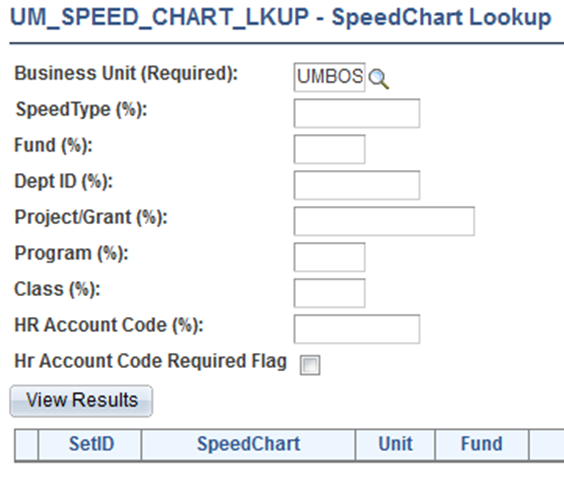 UM_SPEED_CHART_LKUP - SpeedChart Lookup
Business Unit (Required): UMBOS
SpeedType (%):
Fund (%):
Dept ID (%):
Project/Grant (%):
Program (%):
Class (%):
HR Account Code (%):
Hr Account Code Required Flag
View Results
SetID SpeedChart Unit Fund